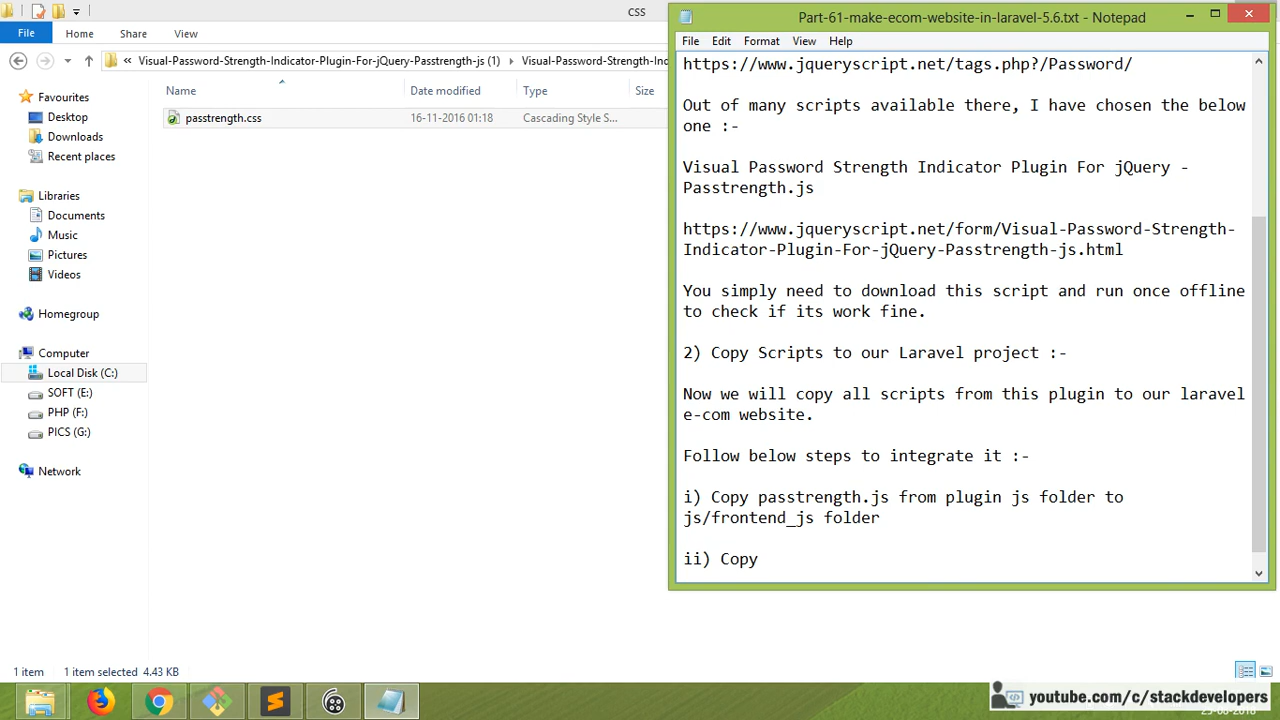 CSS
File
Home
Share
View
« Visual-Password-Strength-Indicator-Plugin-For-jQuery-Passtrength-js (1) › Visual-Password-Strength-Ind
Name
Date modified
Type
Size
passtrength.css
16-11-2016 01:18
Cascading Style S...
Favourites
Desktop
Downloads
Recent places
Libraries
Documents
Music
Pictures
Videos
Homegroup
Computer
Local Disk (C:)
SOFT (E:)
PHP (F:)
PICS (G:)
Network
1 item
1 item selected 4.43 KB
Part-61-make-ecom-website-in-laravel-5.6.txt - Notepad
File Edit Format View Help
https://www.jqueryscript.net/tags.php?/Password/
Out of many scripts available there, I have chosen the below
one :-
Visual Password Strength Indicator Plugin For jQuery -
Passtrength.js
https://www.jqueryscript.net/form/Visual-Password-Strength-
Indicator-Plugin-For-jQuery-Passtrength-js.html
You simply need to download this script and run once offline
to check if its work fine.
2) Copy Scripts to our Laravel project :-
Now we will copy all scripts from this plugin to our laravel
e-com website.
Follow below steps to integrate it :-
i) Copy passtrength.js from plugin js folder to
js/frontend_js folder
ii) Copy
youtube.com/c/stackdevelopers